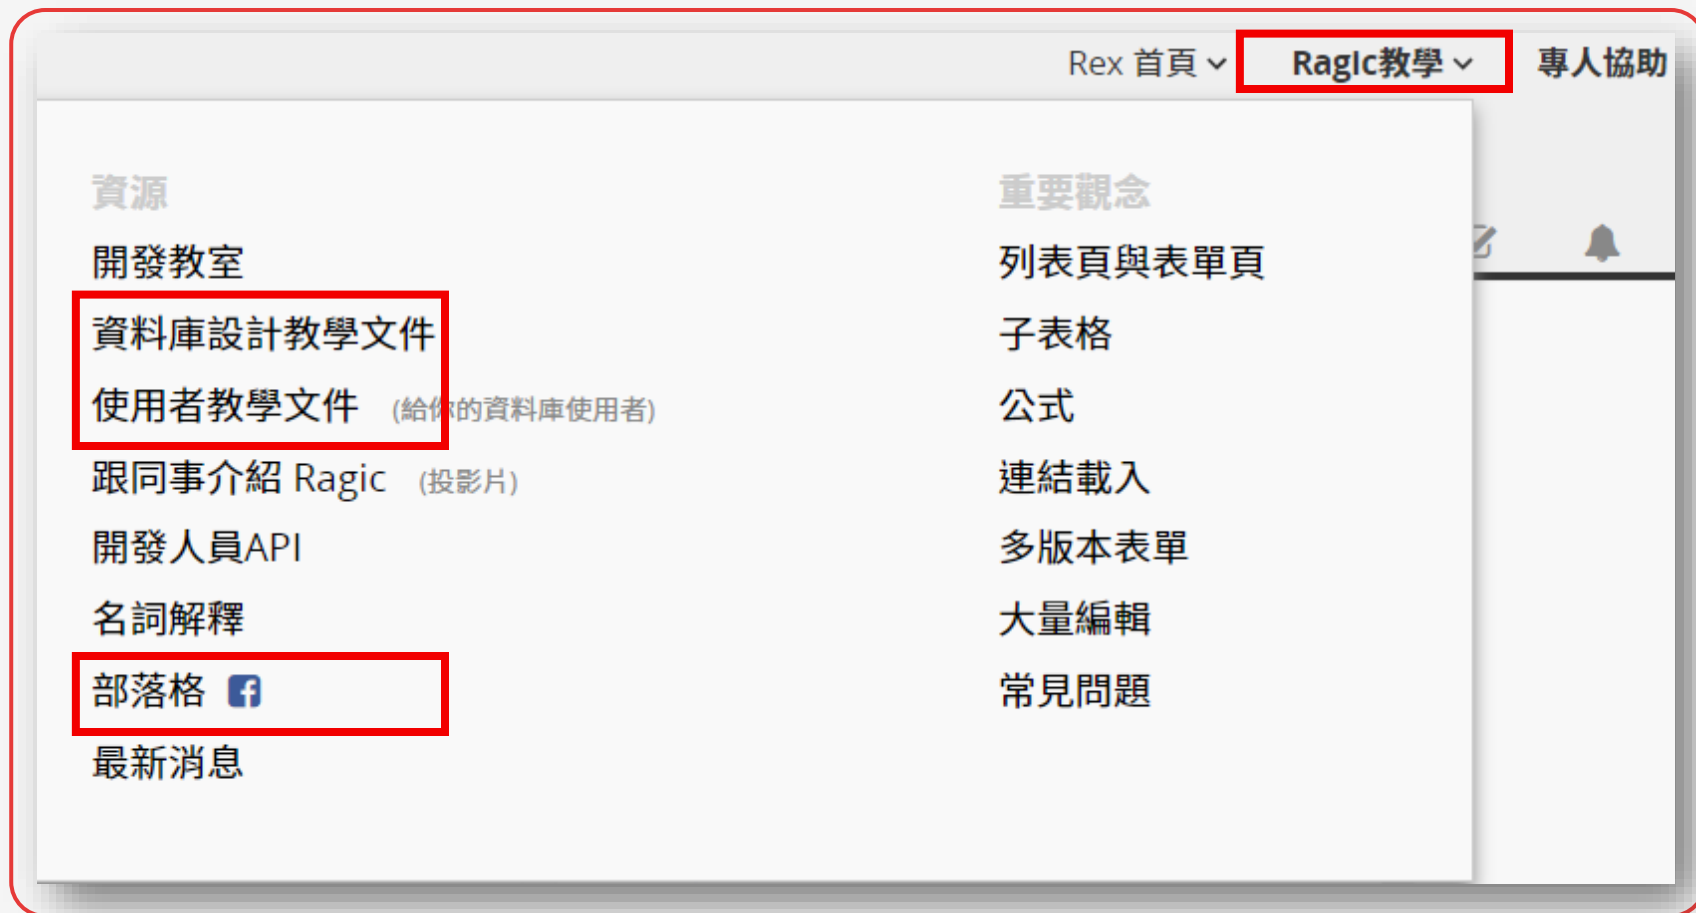 Rex 首頁 Ragic教學 專人協助
資源
開發教室
資料庫設計教學文件
使用者教學文件 (給你的資料庫使用者)
跟同事介紹 Ragic (投影片)
開發人員API
名詞解釋
部落格
最新消息
重要觀念
列表頁與表單頁
子表格
公式
連結載入
多版本表單
大量編輯
常見問題